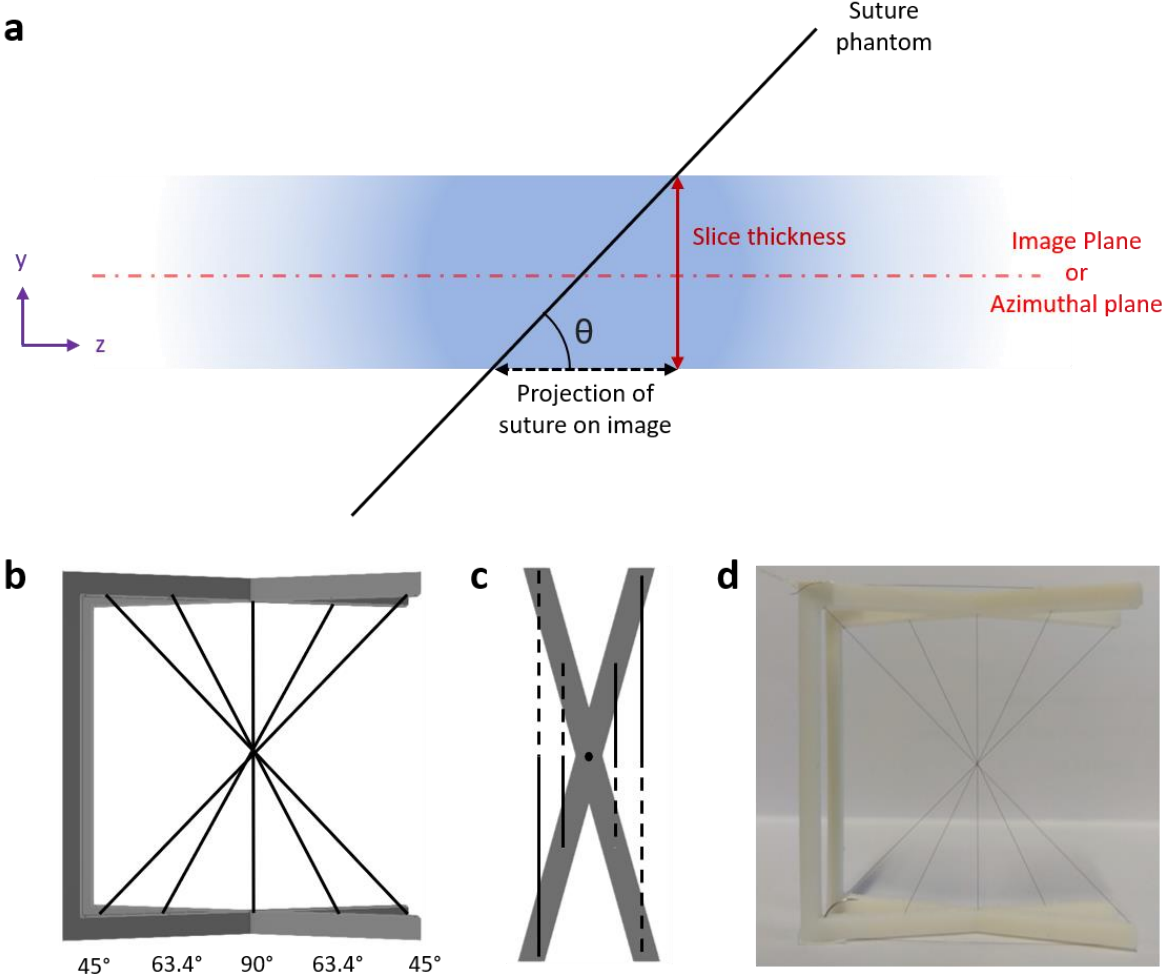 a
Suture
phantom
Slice thickness
Image Plane
or
Azimuthal plane
y
z
θ
Projection of
suture on image
b
c
d
45° 63.4° 90° 63.4° 45°